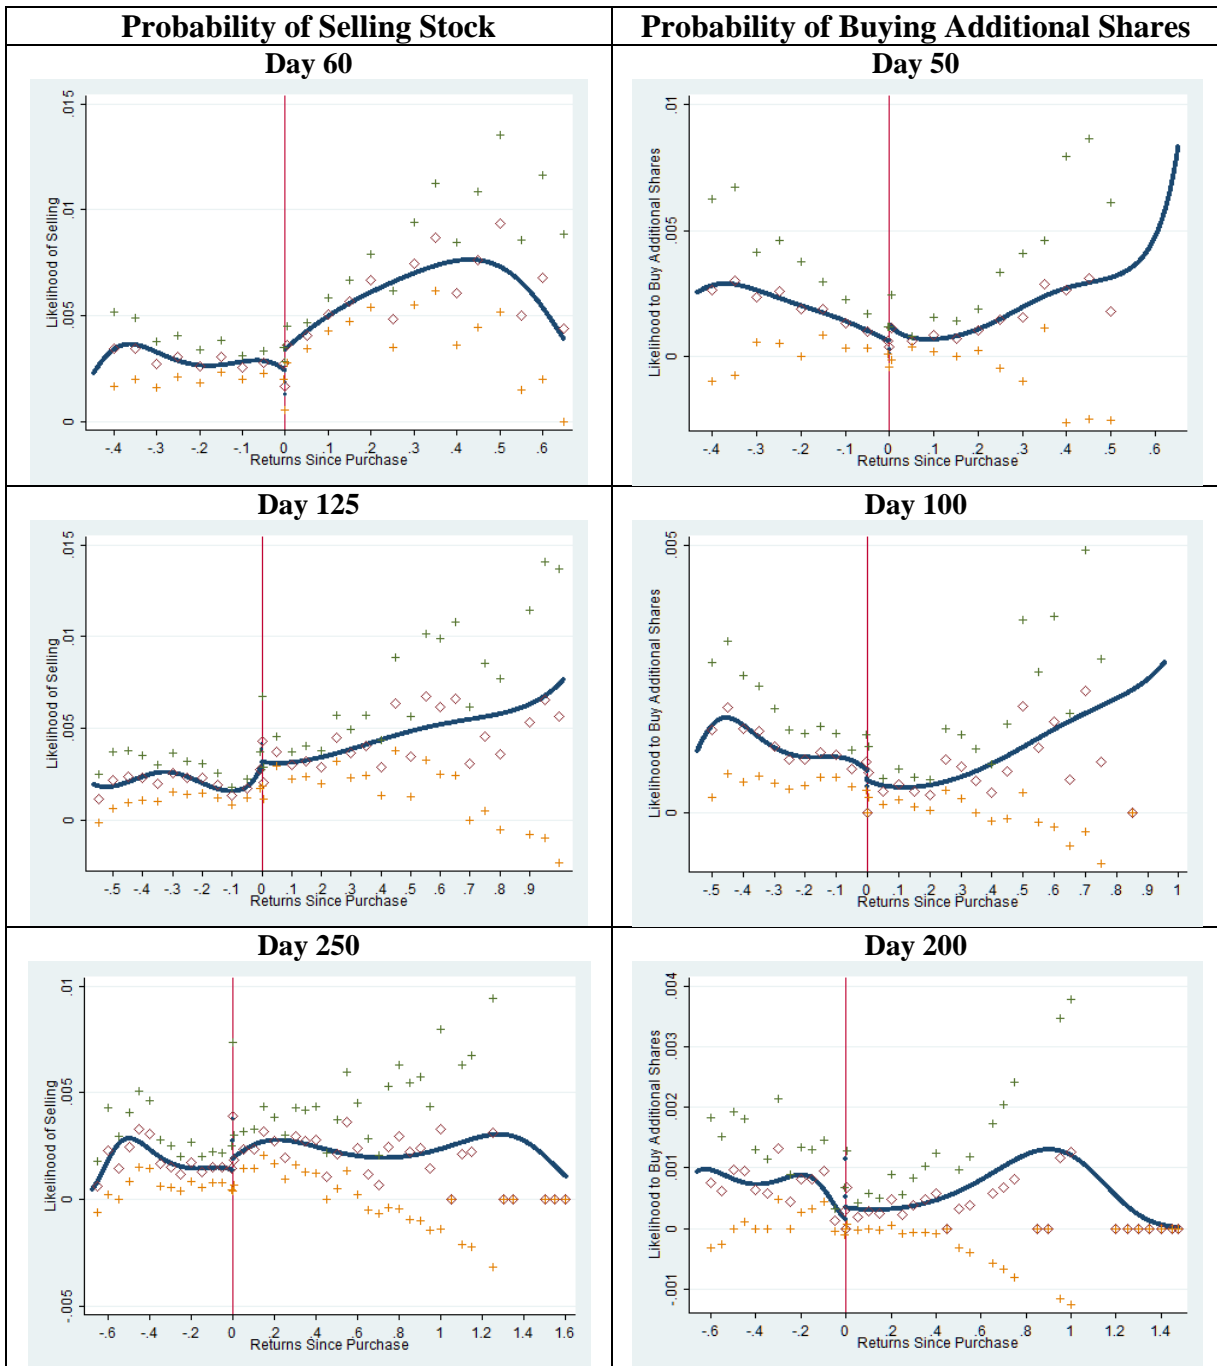 Probability of Selling Stock
Probability of Buying Additional Shares
Day 60
Likelihood of Selling
.015
.01
.005
0
-.4 -.3 -.2 -.1 0 .1 .2 .3 .4 .5 .6
Returns Since Purchase
Day 50
Likelihood to Buy Additional Shares
.01
.005
0
-.4 -.3 -.2 -.1 0 .1 .2 .3 .4 .5 .6
Returns Since Purchase
Day 125
Likelihood of Selling
.015
.01
.005
0
-.5 -.4 -.3 -.2 -.1 0 .1 .2 .3 .4 .5 .6 .7 .8 .9
Returns Since Purchase
Day 100
Likelihood to Buy Additional Shares
.005
0
-.5 -.4 -.3 -.2 -.1 0 .1 .2 .3 .4 .5 .6 .7 .8 .9 1
Returns Since Purchase
Day 250
Likelihood of Selling
.01
.005
0
-.005
-.6 -.4 -.2 0 .2 .4 .6 .8 1 1.2 1.4 1.6
Returns Since Purchase
Day 200
Likelihood to Buy Additional Shares
.004
.003
.002
.001
0
-.001
-.6 -.4 -.2 0 .2 .4 .6 .8 1 1.2 1.4
Returns Since Purchase